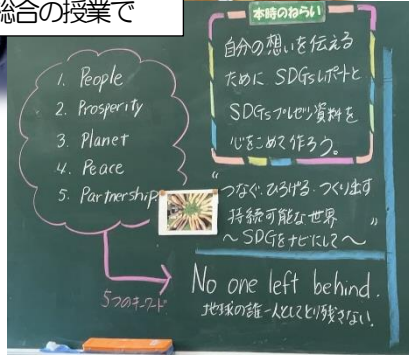 総合の授業で
本時のねらい
自分の想いを伝える
ために SDGsレポートと
SDGsプレゼン資料を
心をこめて作ろう。
1. People
2. Prosperity
3. Planet
4. Peace
5. Partnership
"つなぐ・ひろげる・つくり出す
持続可能な世界"
〜SDGsをナビにして〜
5つのキーワード
No one left behind.
地球の誰一人としてとり残さない